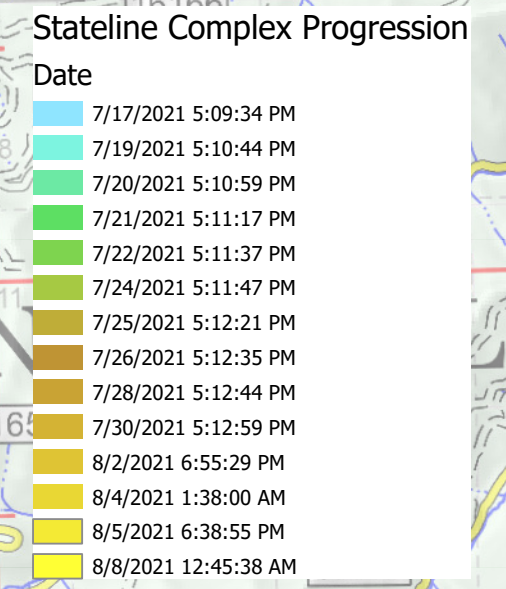 Stateline Complex Progression
Date
7/17/2021 5:09:34 PM
7/19/2021 5:10:44 PM
7/20/2021 5:10:59 PM
7/21/2021 5:11:17 PM
7/22/2021 5:11:37 PM
7/24/2021 5:11:47 PM
11
7/25/2021 5:12:21 PM
7/26/2021 5:12:35 PM
7/28/2021 5:12:44 PM
7/30/2021 5:12:59 PM
8/2/2021 6:55:29 PM
8/4/2021 1:38:00 AM
8/5/2021 6:38:55 PM
8/8/2021 12:45:38 AM